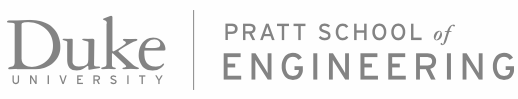 Duke
UNIVERSITY
PRATT SCHOOL of
ENGINEERING